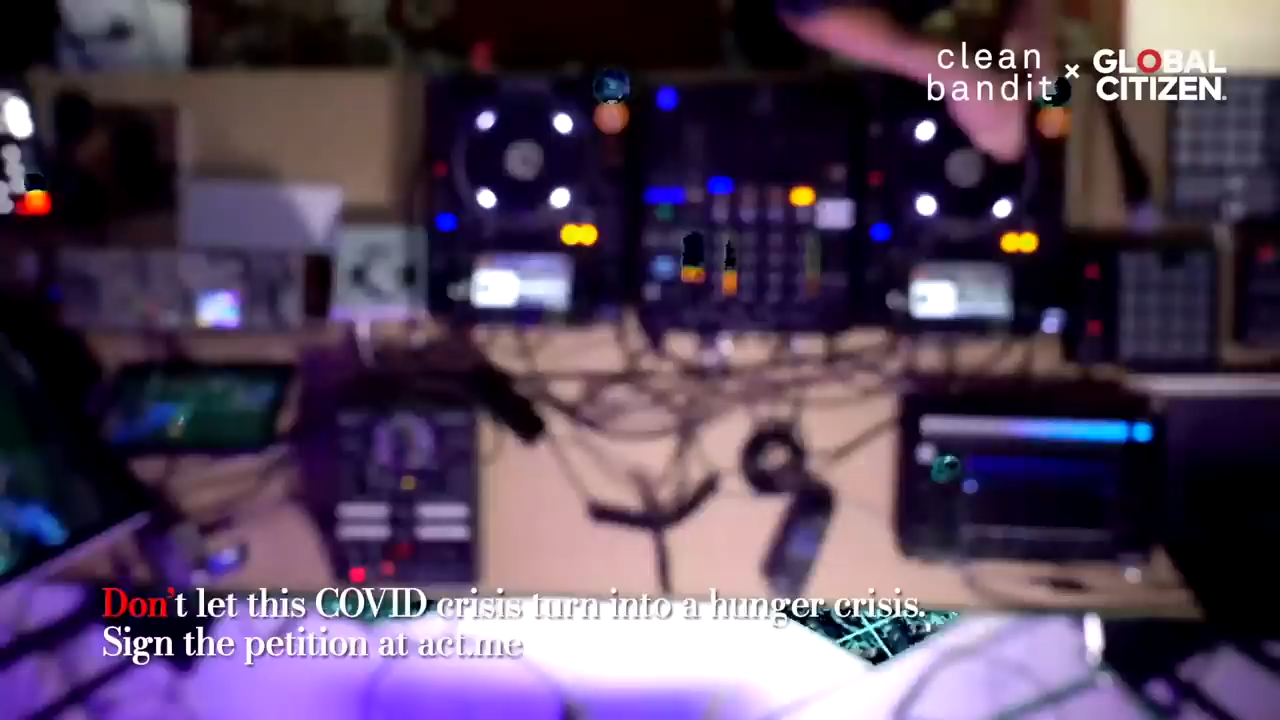 clean
bandit × GLOBAL
CITIZEN.
Don't let this COVID crisis turn into a hunger crisis.
Sign the petition at act.me